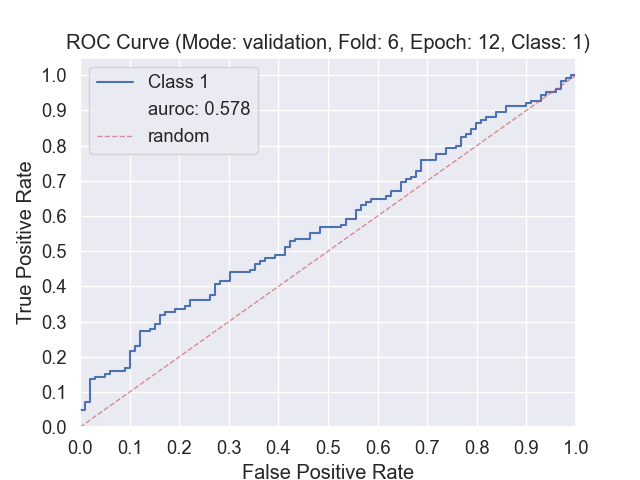 ROC Curve (Mode: validation, Fold: 6, Epoch: 12, Class: 1)
1.0
0.9
0.8
0.7
0.6
0.5
0.4
0.3
0.2
0.1
0.0
True Positive Rate
Class 1
auroc: 0.578
random
0.0 0.1 0.2 0.3 0.4 0.5 0.6 0.7 0.8 0.9 1.0
False Positive Rate